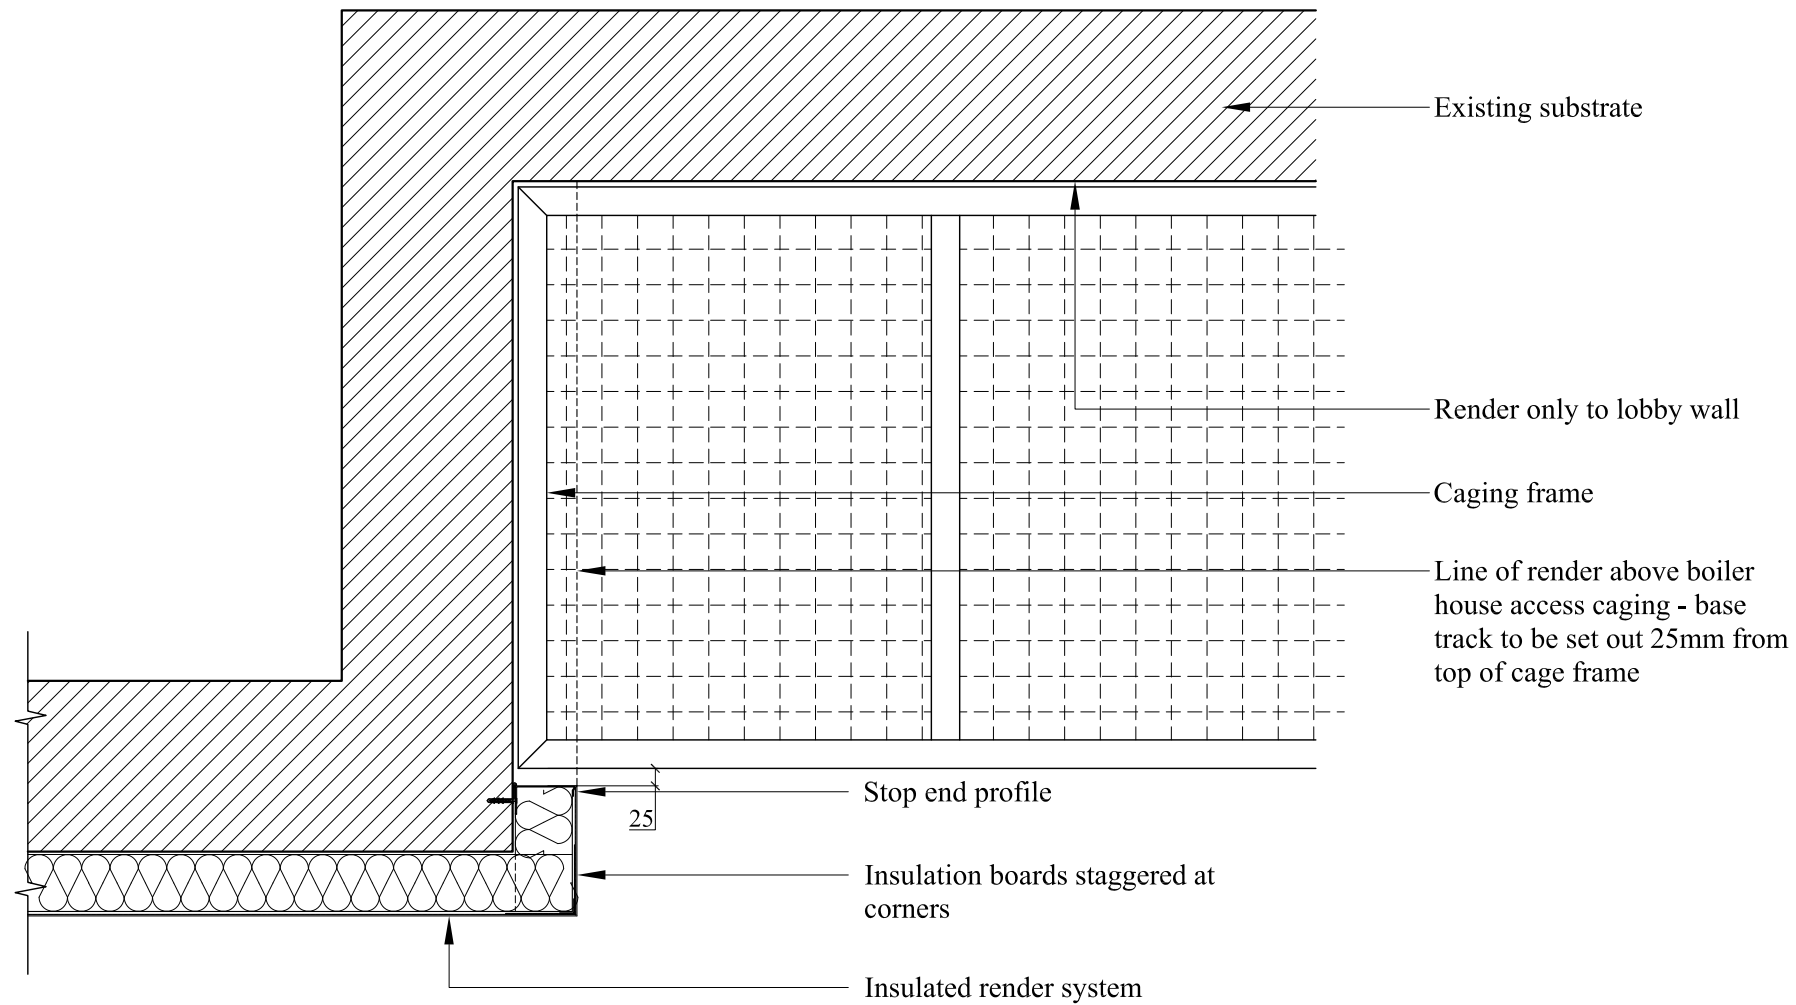 Existing substrate
Render only to lobby wall
Caging frame
Line of render above boiler
house access caging - base
track to be set out 25mm from
top of cage frame
Stop end profile
25
Insulation boards staggered at
corners
Insulated render system